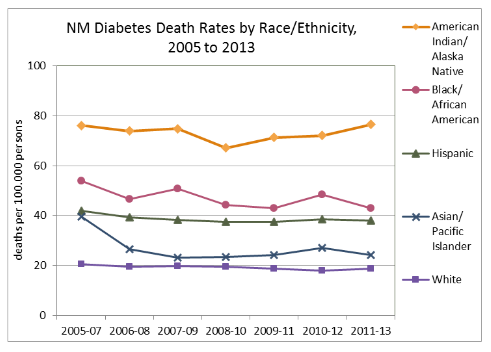 NM Diabetes Death Rates by Race/Ethnicity,
2005 to 2013
American
Indian/
Alaska
Native
Black/
African
American
Hispanic
Asian/
Pacific
Islander
White
deaths per 100.000 persons
100
80
60
40
20
0
2005-07 2006-08 2007-09 2008-10 2009-11 2010-12 2011-13